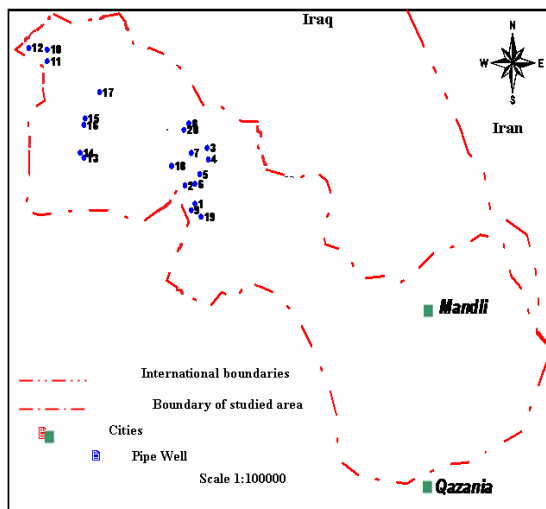 Iraq
N
W E
S
Iran
12 10
11
17
15
16
14
13
8
20
3
7
4
18
5
2 6
1
9
19
Mandli
International boundaries
Boundary of studied area
Cities
Pipe Well
Scale 1:100000
Qazania